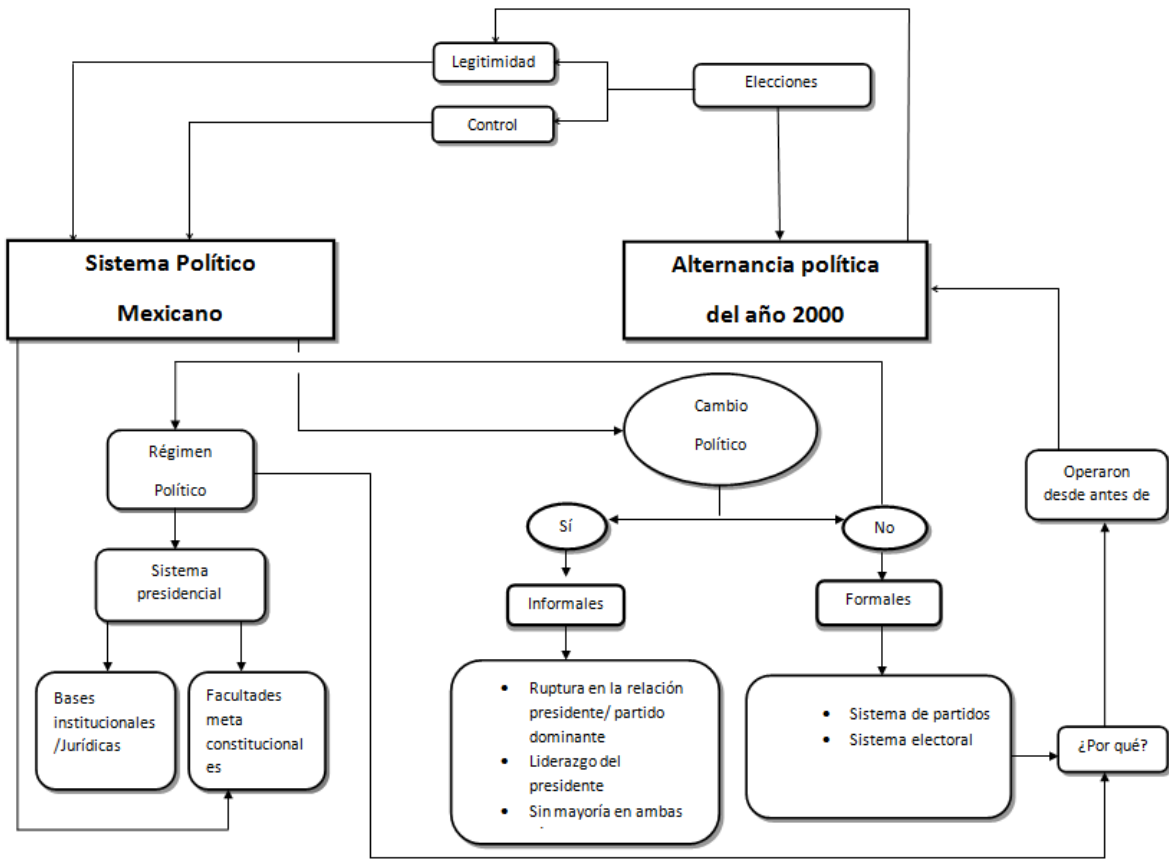 Legitimidad
Elecciones
Control
Sistema Político
Mexicano
Alternancia política
del año 2000
Cambio
Político
Régimen
Político
Operaron
desde antes de
Sí
No
Sistema
presidencial
Informales
Formales
Bases
institucionales
/Jurídicas
Facultades
meta
constitucional
es
• Ruptura en la relación
presidente/ partido
dominante
• Liderazgo del
presidente
• Sin mayoría en ambas
• Sistema de partidos
• Sistema electoral
¿Por qué?